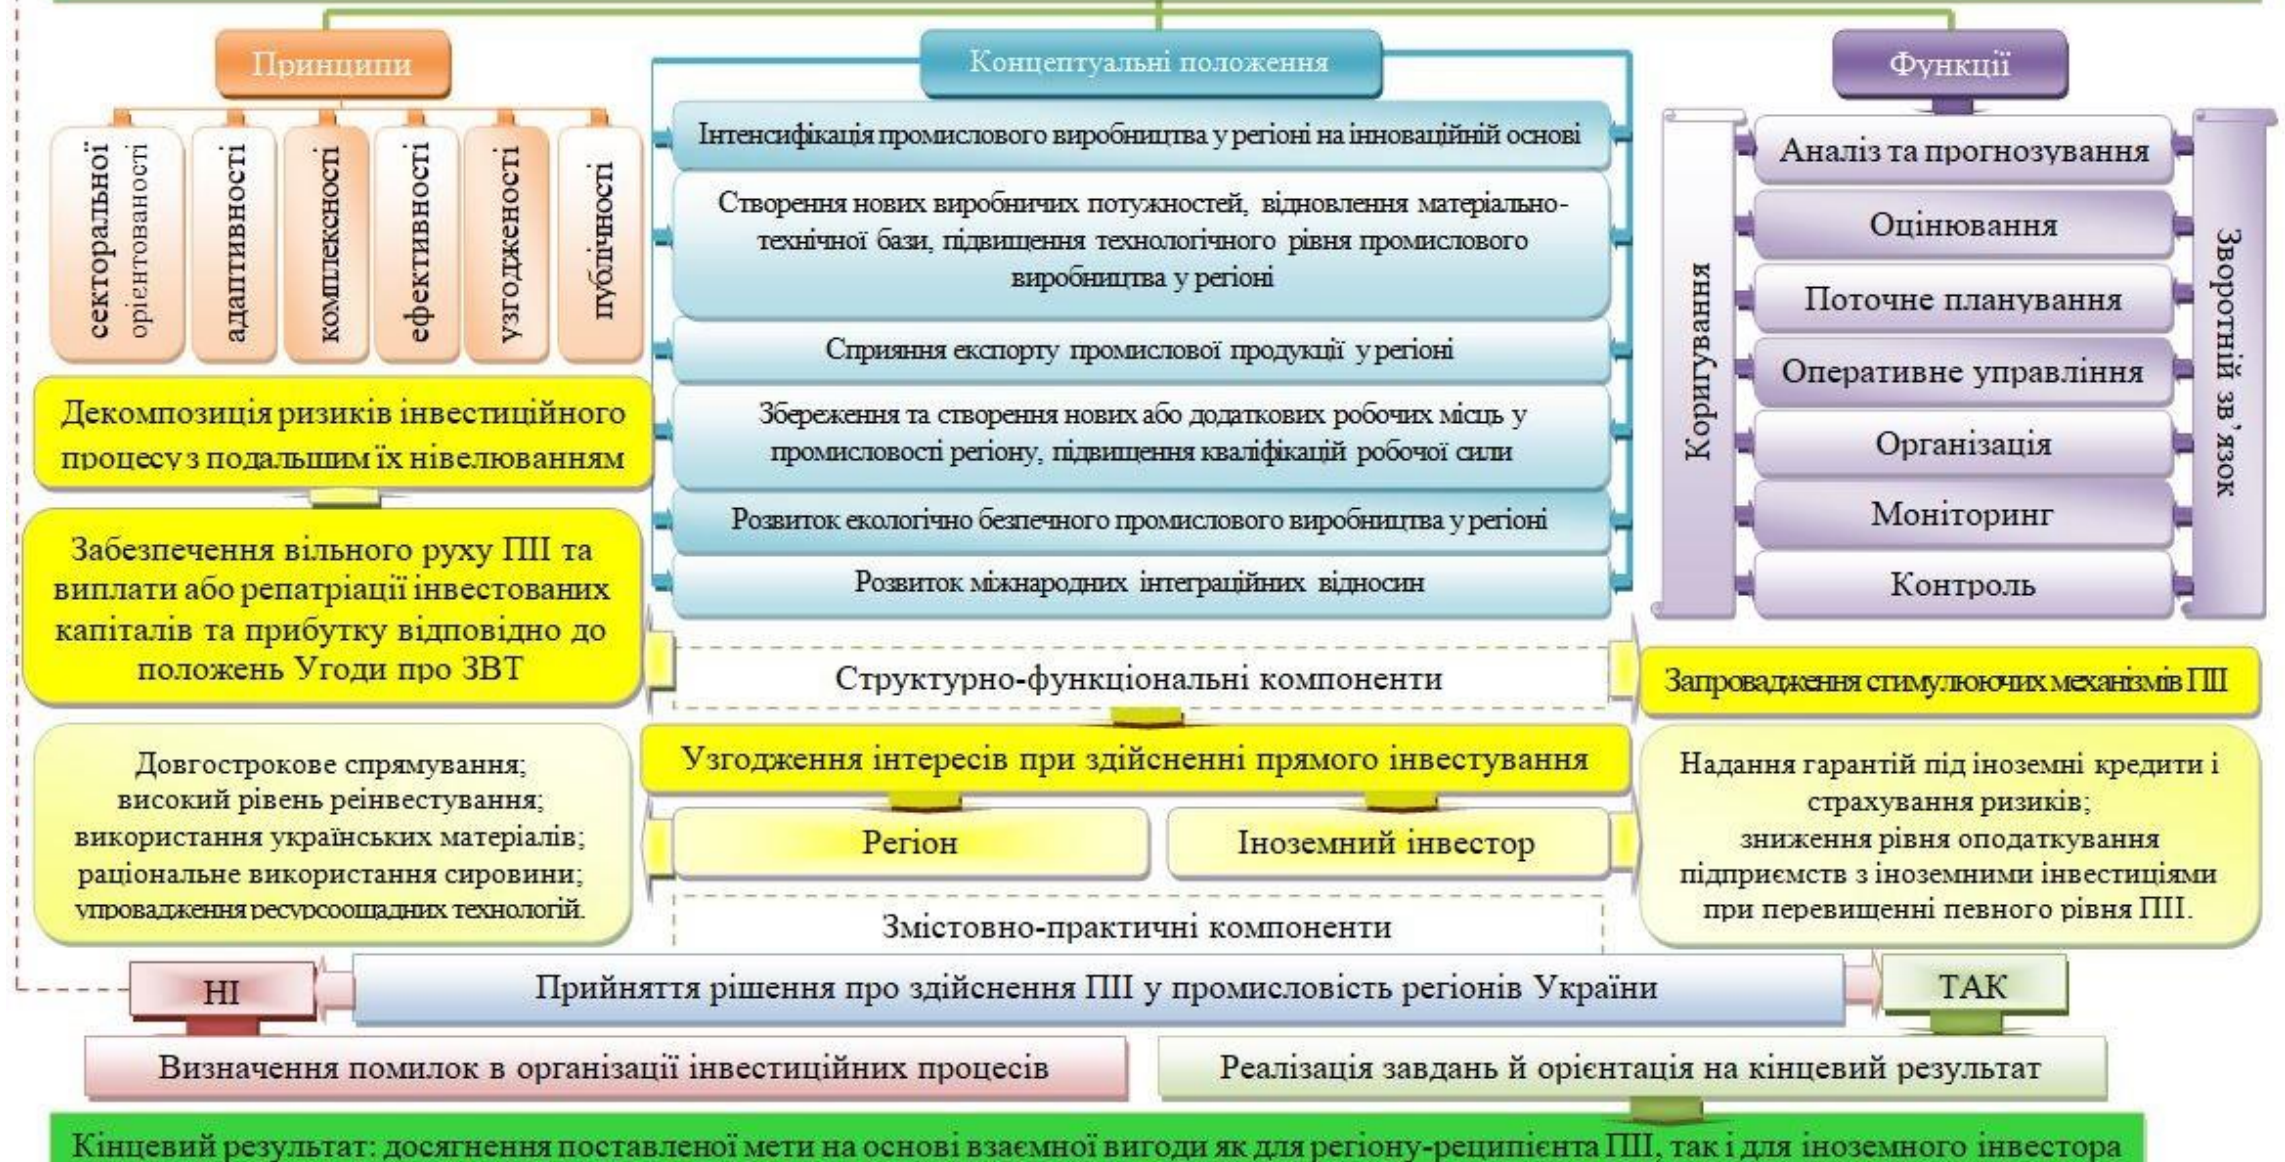 Принципи
Концептуальні положення
Функції
секторальної
орієнтованості
адаптивності
комплексності
ефективності
узгодженості
публічності
Інтенсифікація промислового виробництва у регіоні на інноваційній основі
Створення нових виробничих потужностей, відновлення матеріально-
технічної бази, підвищення технологічного рівня промислового
виробництва у регіоні
Сприяння експорту промислової продукції у регіоні
Збереження та створення нових або додаткових робочих місць у
промисловості регіону, підвищення кваліфікацій робочої сили
Розвиток екологічно безпечного промислового виробництва у регіоні
Розвиток міжнародних інтеграційних відносин
Коригування
Аналіз та прогнозування
Оцінювання
Поточне планування
Оперативне управління
Організація
Моніторинг
Контроль
Зворотній зв’язок
Декомпозиція ризиків інвестиційного
процесу з подальшим їх нівелюванням
Забезпечення вільного руху ПІІ та
виплати або репатріації інвестованих
капіталів та прибутку відповідно до
положень Угоди про ЗВТ
Структурно-функціональні компоненти
Запровадження стимулюючих механізмів ПІІ
Узгодження інтересів при здійсненні прямого інвестування
Довгострокове спрямування;
високий рівень реінвестування;
використання українських матеріалів;
раціональне використання сировини;
упровадження ресурсоощадних технологій.
Регіон
Іноземний інвестор
Надання гарантій під іноземні кредити і
страхування ризиків;
зниження рівня оподаткування
підприємств з іноземними інвестиціями
при перевищенні певного рівня ПІІ.
Змістовно-практичні компоненти
НІ
Прийняття рішення про здійснення ПІІ у промисловість регіонів України
ТАК
Визначення помилок в організації інвестиційних процесів
Реалізація завдань й орієнтація на кінцевий результат
Кінцевий результат: досягнення поставленої мети на основі взаємної вигоди як для регіону-реципієнта ПІІ, так і для іноземного інвестора